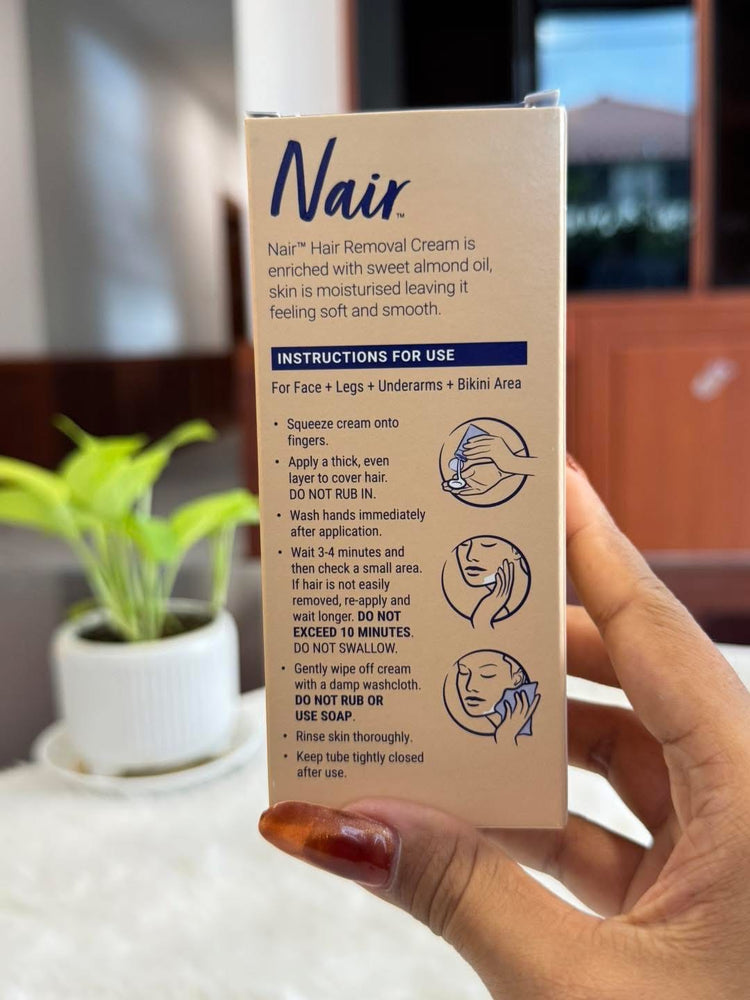 Nair™
Nair™ Hair Removal Cream is
enriched with sweet almond oil,
skin is moisturised leaving it
feeling soft and smooth.
INSTRUCTIONS FOR USE
For Face + Legs + Underarms + Bikini Area
• Squeeze cream onto
fingers.
• Apply a thick, even
layer to cover hair.
DO NOT RUB IN.
• Wash hands immediately
after application.
• Wait 3-4 minutes and
then check a small area.
If hair is not easily
removed, re-apply and
wait longer. DO NOT
EXCEED 10 MINUTES.
DO NOT SWALLOW.
• Gently wipe off cream
with a damp washcloth.
DO NOT RUB OR
USE SOAP.
• Rinse skin thoroughly.
• Keep tube tightly closed
after use.